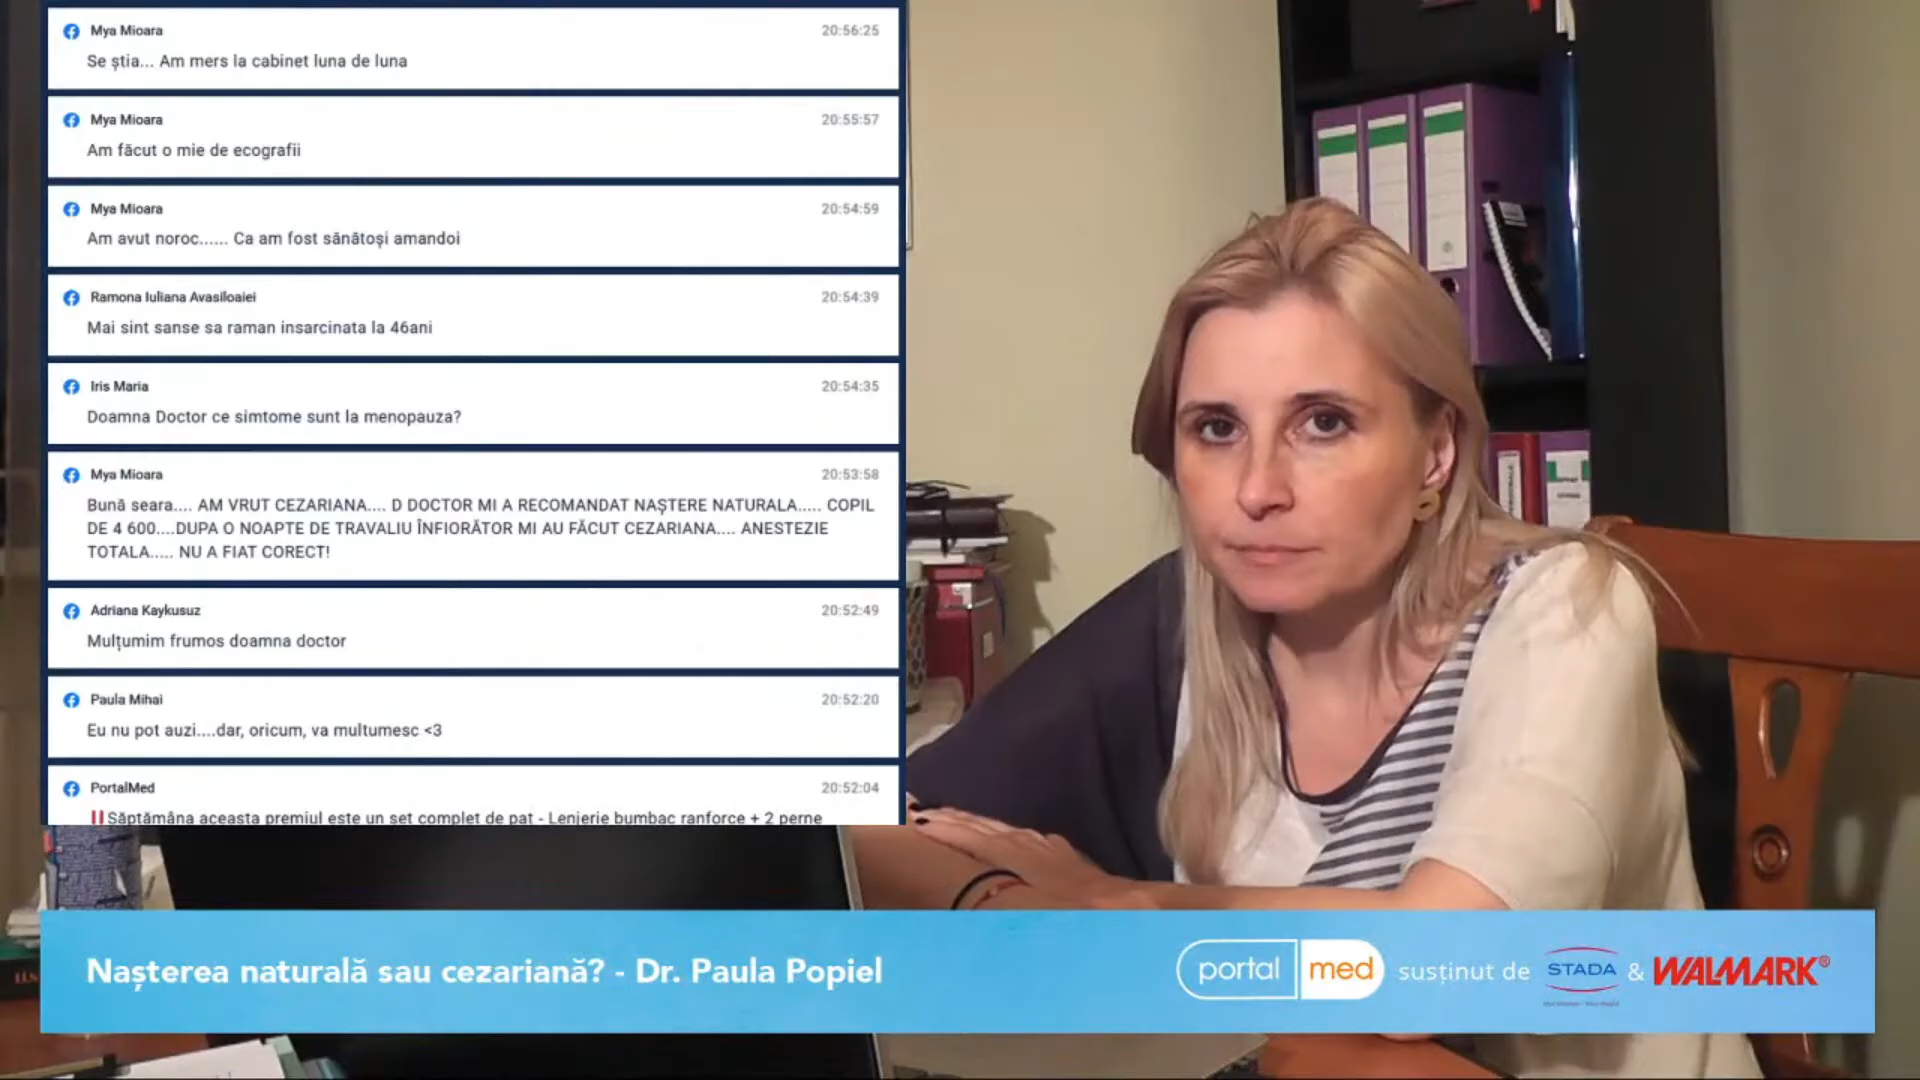 Mya Mioara 20:56:25
Se știa... Am mers la cabinet luna de luna
Mya Mioara 20:55:57
Am făcut o mie de ecografii
Mya Mioara 20:54:59
Am avut noroc...... Ca am fost sănătoși amandoi
Ramona Iuliana Avasiloaiei 20:54:39
Mai sint sanse sa raman insarcinata la 46ani
Iris Maria 20:54:35
Doamna Doctor ce simtome sunt la menopauza?
Mya Mioara 20:53:58
Bună seara.... AM VRUT CEZARIANA.... D DOCTOR MI A RECOMANDAT NAȘTERE NATURALA..... COPIL
DE 4 600....DUPA O NOAPTE DE TRAVALIU ÎNFIORĂTOR MI AU FĂCUT CEZARIANA.... ANESTEZIE
TOTALA..... NU A FIAT CORECT!
Adriana Kaykusuz 20:52:49
Mulțumim frumos doamna doctor
Paula Mihai 20:52:20
Eu nu pot auzi....dar, oricum, va multumesc <3
PortalMed 20:52:04
‼Săptămâna aceasta premiul este un set complet de pat - Lenjerie bumbac ranforce + 2 perne
Nașterea naturală sau cezariană? - Dr. Paula Popiel
portal med susținut de STADA & WALMARK®